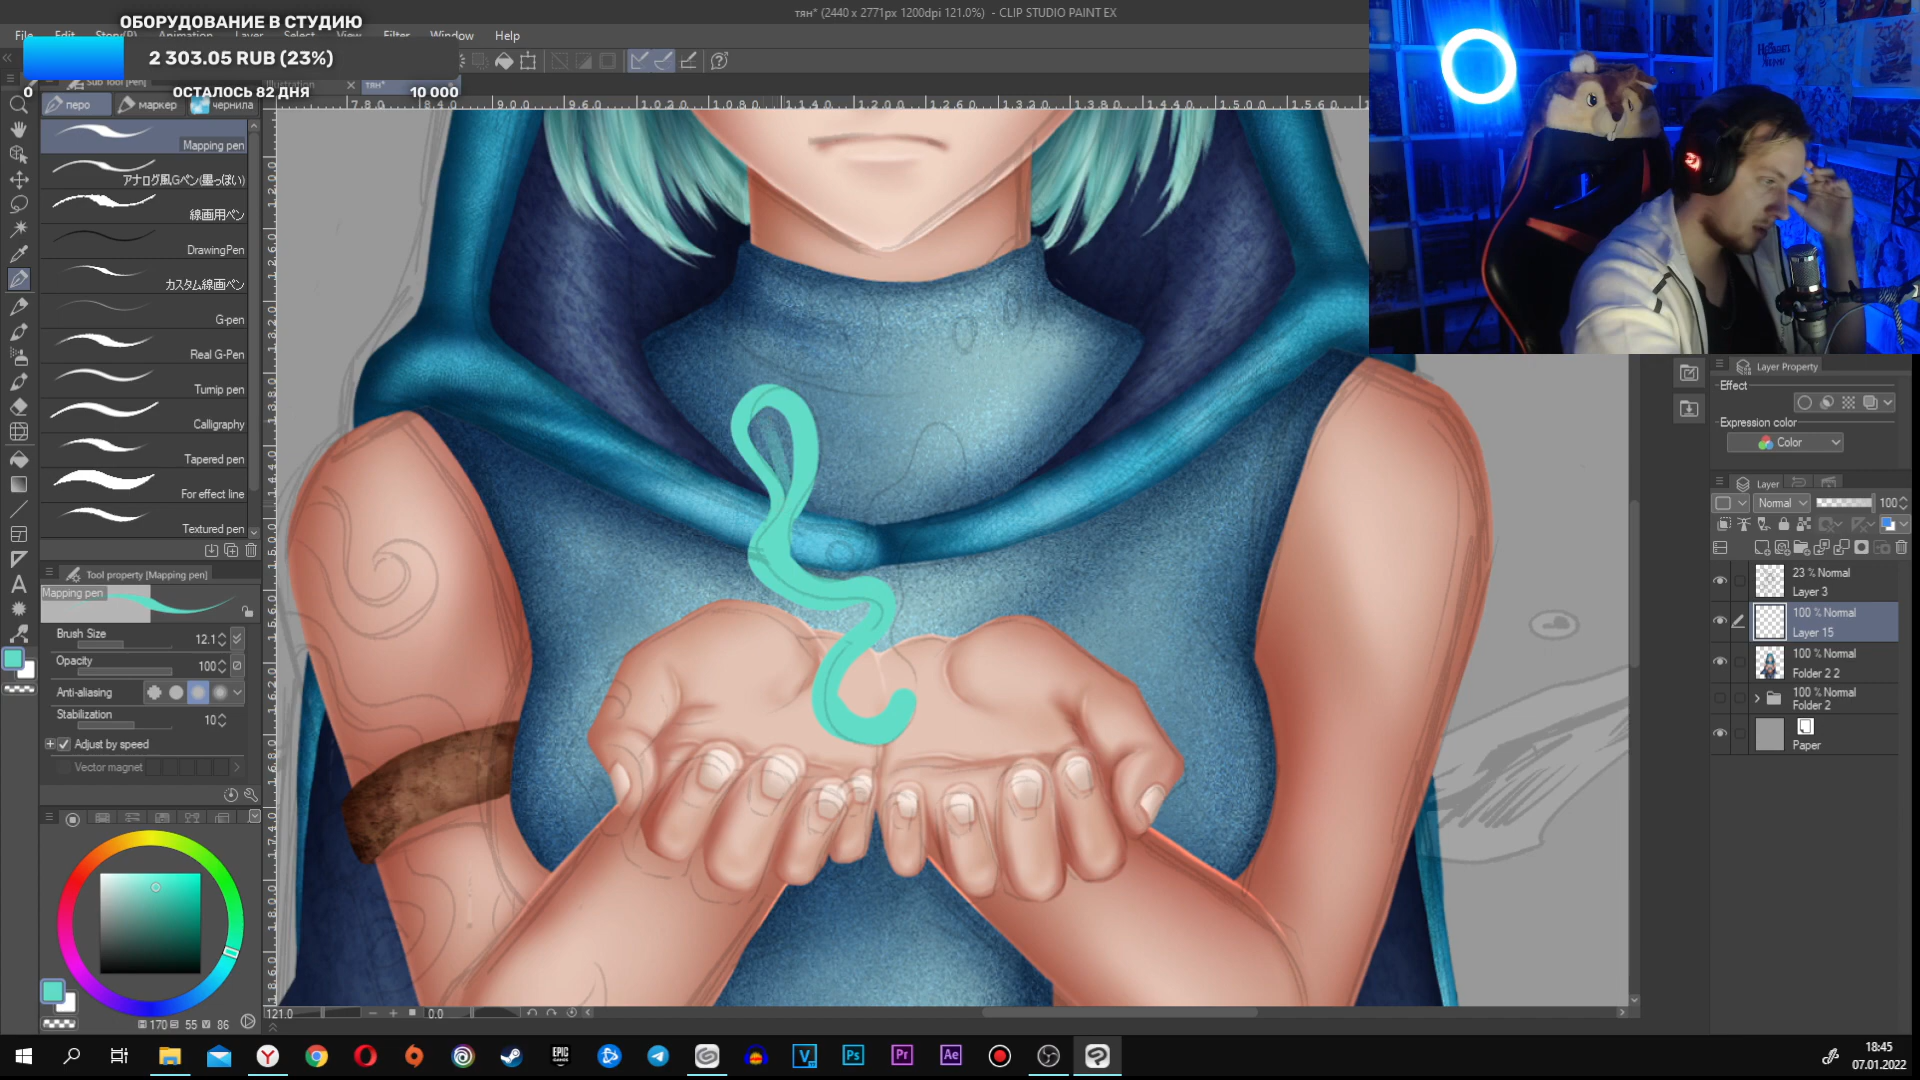 тян* (2440 x 2771px 1200dpi 121.0%) - CLIP STUDIO PAINT EX
ОБОРУДОВАНИЕ В СТУДИЮ
File Edit Story(P) Animation Layer Select View Filter Window Help
2 303.05 RUB (23%)
0 ОСТАЛОСЬ 82 ДНЯ 10 000
Sub Tool [Pen]
тян*
перо маркер чернила
Mapping pen
アナログ風Gペン(墨っぽい)
線画用ペン
DrawingPen
カスタム線画ペン
G-pen
Real G-Pen
Turnip pen
Calligraphy
Tapered pen
For effect line
Textured pen
Tool property [Mapping pen]
Mapping pen
Brush Size 12.1
Opacity 100
Anti-aliasing
Stabilization 10
Adjust by speed
Vector magnet
170 55 86
121.0 0.0
Layer Property
Effect
Expression color
Color
Layer
Normal 100
23 % Normal
Layer 3
100 % Normal
Layer 15
100 % Normal
Folder 2 2
100 % Normal
Folder 2
Paper
EPIC GAMES
Ps Pr Ae
18:45
07.01.2022